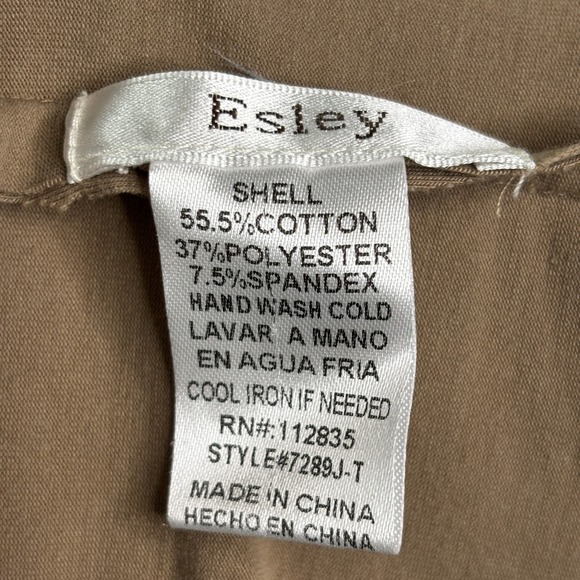 Esley
SHELL
55.5%COTTON
37%POLYESTER
7.5%SPANDEX
HAND WASH COLD
LAVAR A MANO
EN AGUA FRIA
COOL IRON IF NEEDED
RN#:112835
STYLE#7289J-T
MADE IN CHINA
HECHO EN CHINA